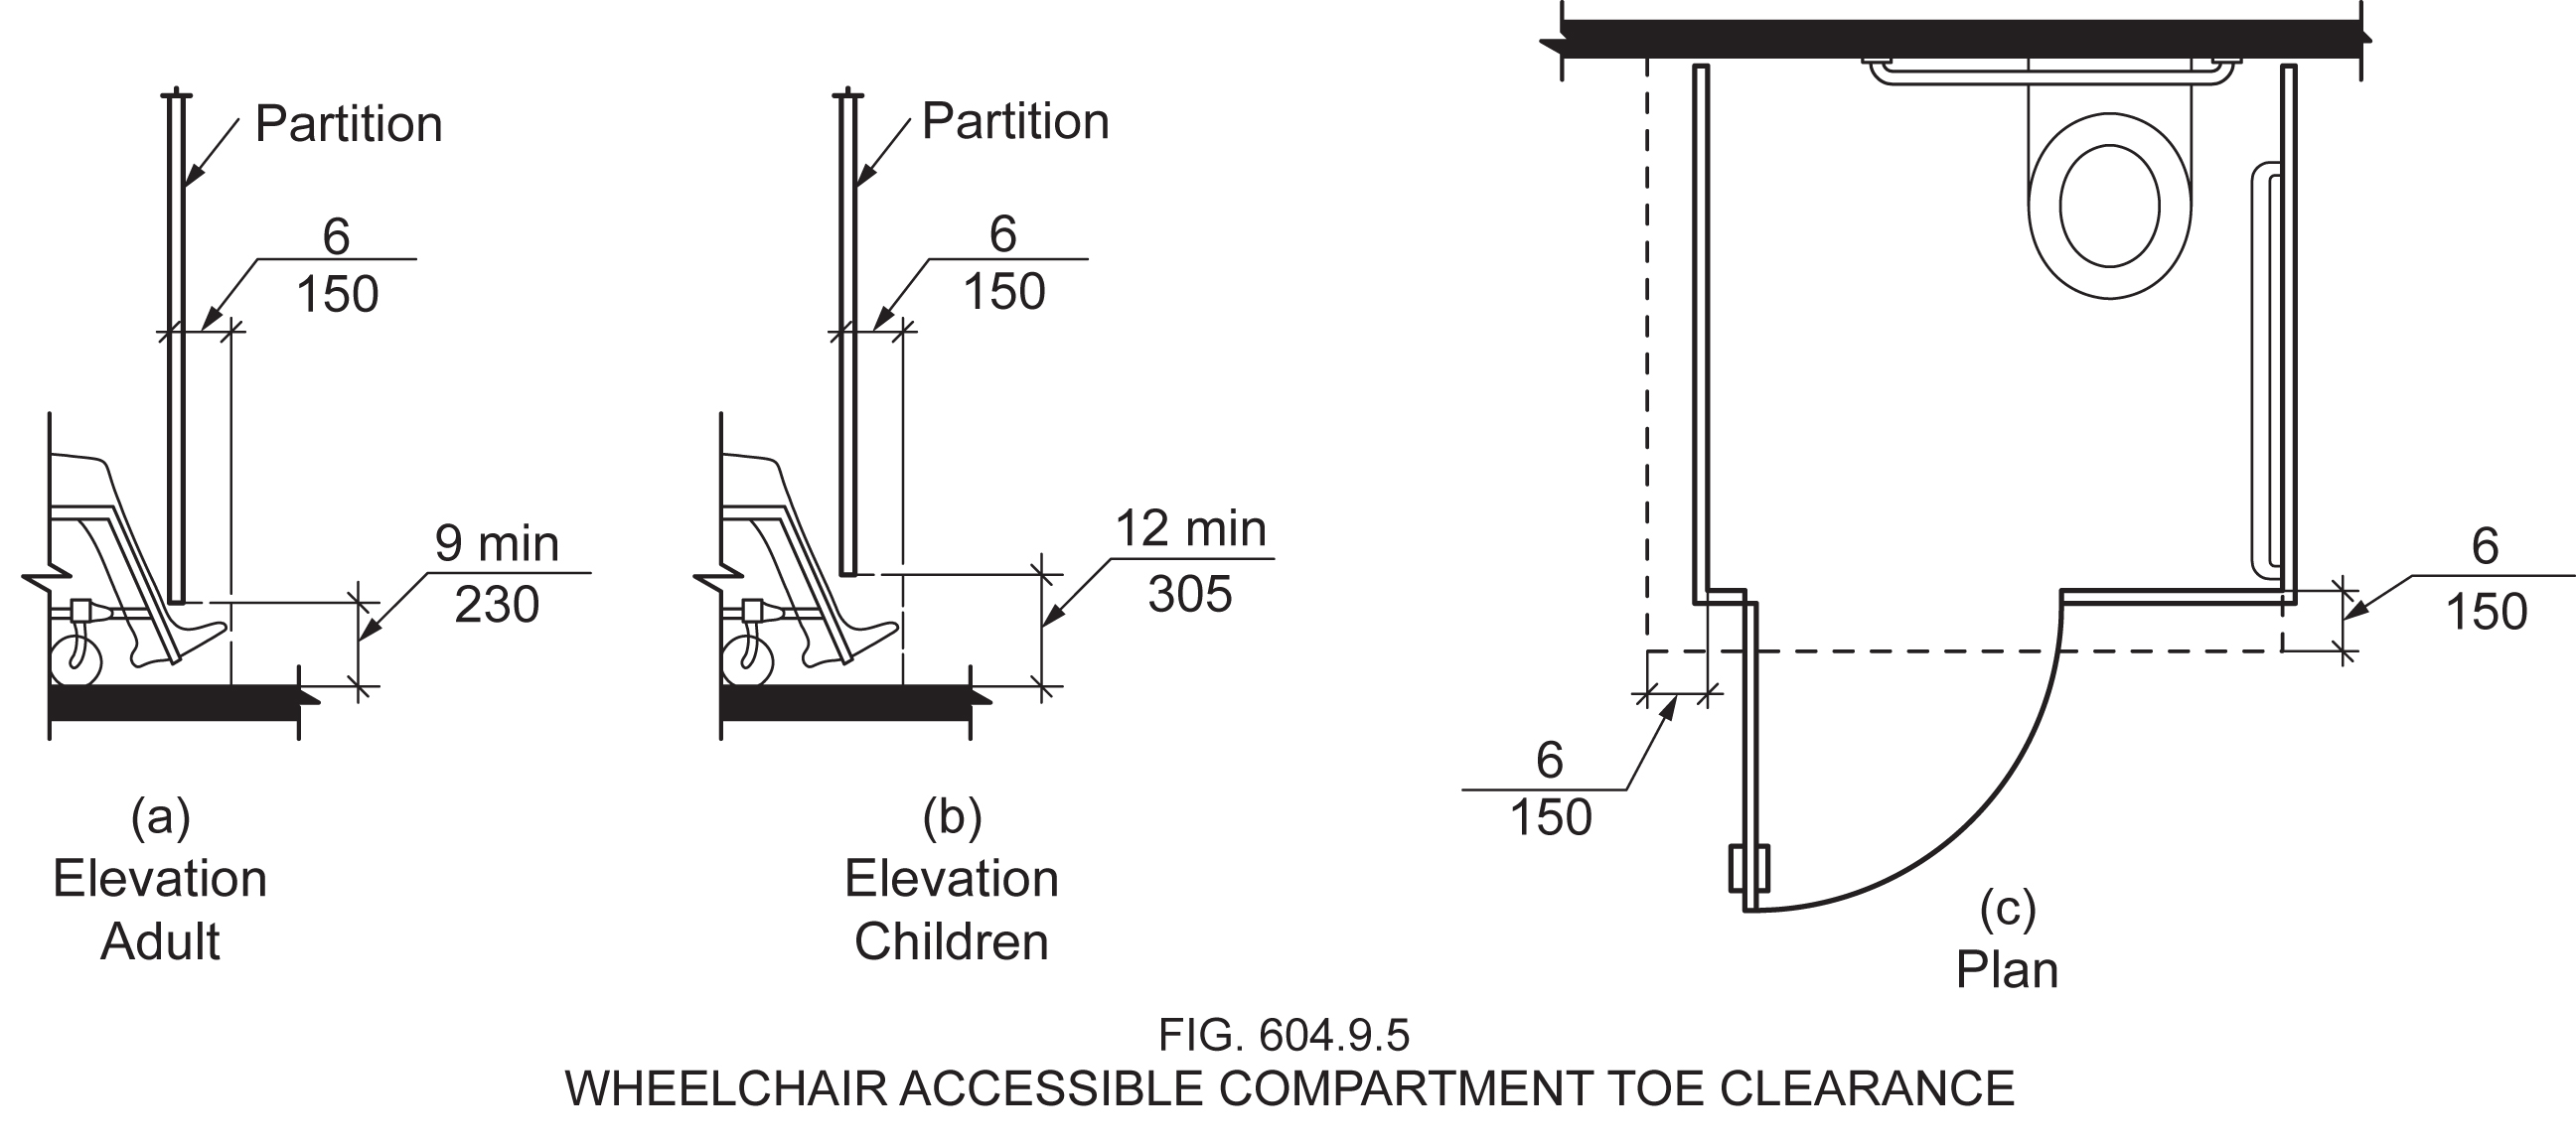 Partition
6
150
9 min
230
(a)
Elevation
Adult
Partition
6
150
12 min
305
(b)
Elevation
Children
6
150
6
150
(c)
Plan
FIG. 604.9.5
WHEELCHAIR ACCESSIBLE COMPARTMENT TOE CLEARANCE